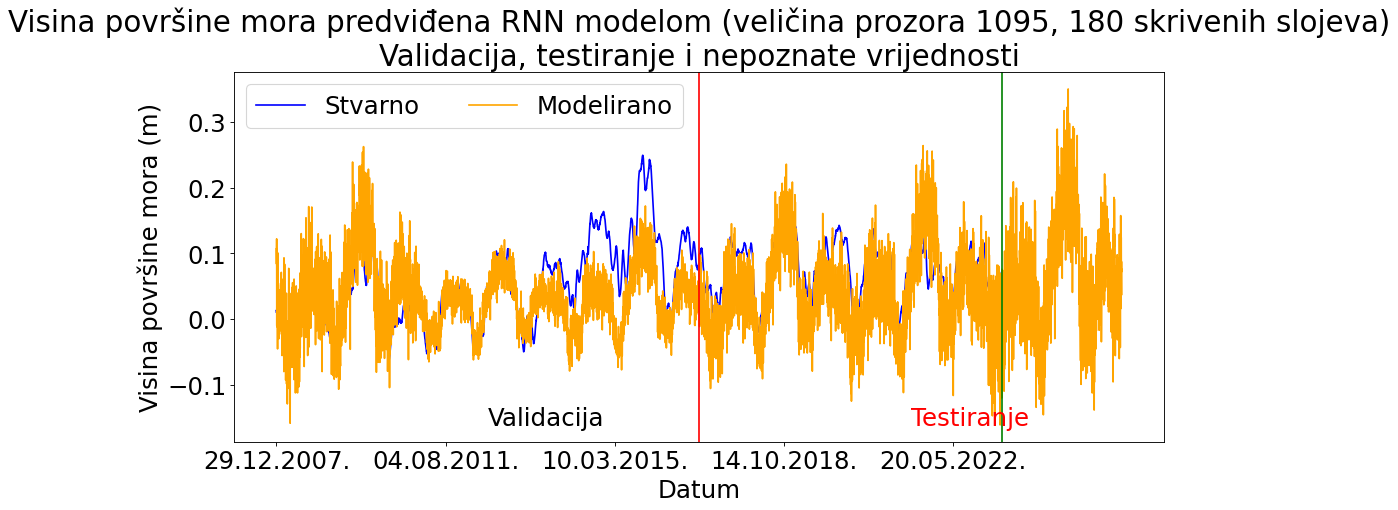 Visina površine mora predviđena RNN modelom (veličina prozora 1095, 180 skrivenih slojeva)
Validacija, testiranje i nepoznate vrijednosti
Stvarno
Modelirano
Visina površine mora (m)
0.3
0.2
0.1
0.0
−0.1
Validacija
Testiranje
29.12.2007.
04.08.2011.
10.03.2015.
14.10.2018.
20.05.2022.
Datum